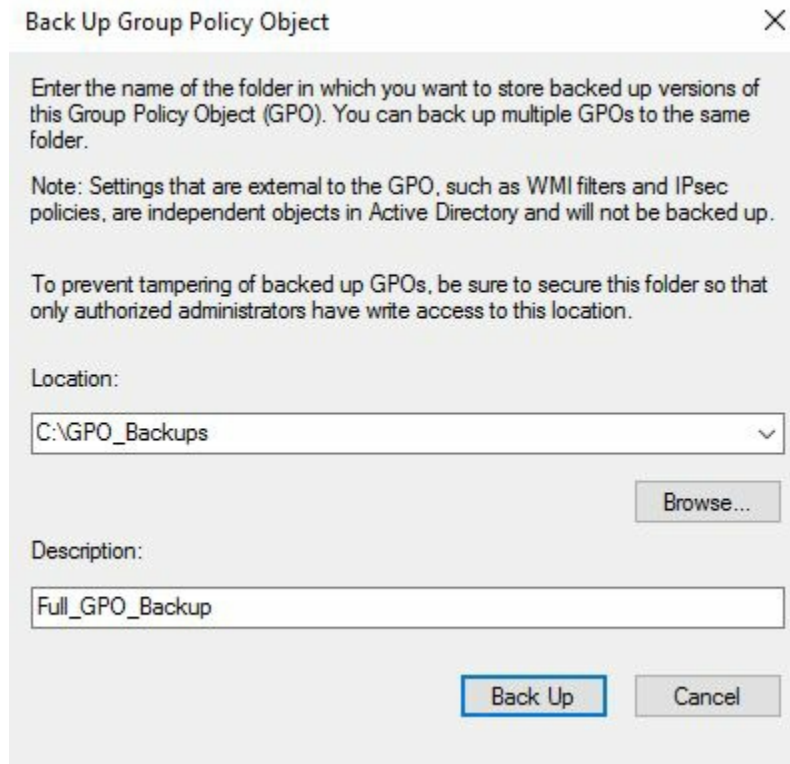 Back Up Group Policy Object
Enter the name of the folder in which you want to store backed up versions of
this Group Policy Object (GPO). You can back up multiple GPOs to the same
folder.
Note: Settings that are external to the GPO, such as WMI filters and IPsec
policies, are independent objects in Active Directory and will not be backed up.
To prevent tampering of backed up GPOs, be sure to secure this folder so that
only authorized administrators have write access to this location.
Location:
C:\GPO_Backups
Browse...
Description:
Full_GPO_Backup
Back Up Cancel